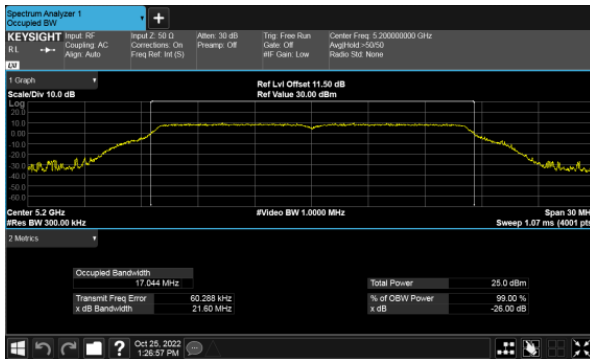 Spectrum Analyzer 1
Occupied BW
+
KEYSIGHT
R L
Input: RF
Coupling: AC
Align: Auto
Input Z: 50 Ω
Corrections: On
Freq Ref: Int (S)
Atten: 30 dB
Preamp: Off
Trig: Free Run
Gate: Off
#IF Gain: Low
Center Freq: 5.200000000 GHz
Avg|Hold:>50/50
Radio Std: None
1 Graph
Scale/Div 10.0 dB
Ref Lvl Offset 11.50 dB
Ref Value 30.00 dBm
Log
20.0
10.0
0.00
-10.0
-20.0
-30.0
-40.0
-50.0
-60.0
Center 5.2 GHz
#Res BW 300.00 kHz
#Video BW 1.0000 MHz
Span 30 MH
Sweep 1.07 ms (4001 pts
2 Metrics
Occupied Bandwidth
17.044 MHz
Transmit Freq Error 60.288 kHz
x dB Bandwidth 21.60 MHz
Total Power 25.0 dBm
% of OBW Power 99.00 %
x dB -26.00 dB
?
Oct 25, 2022
1:26:57 PM